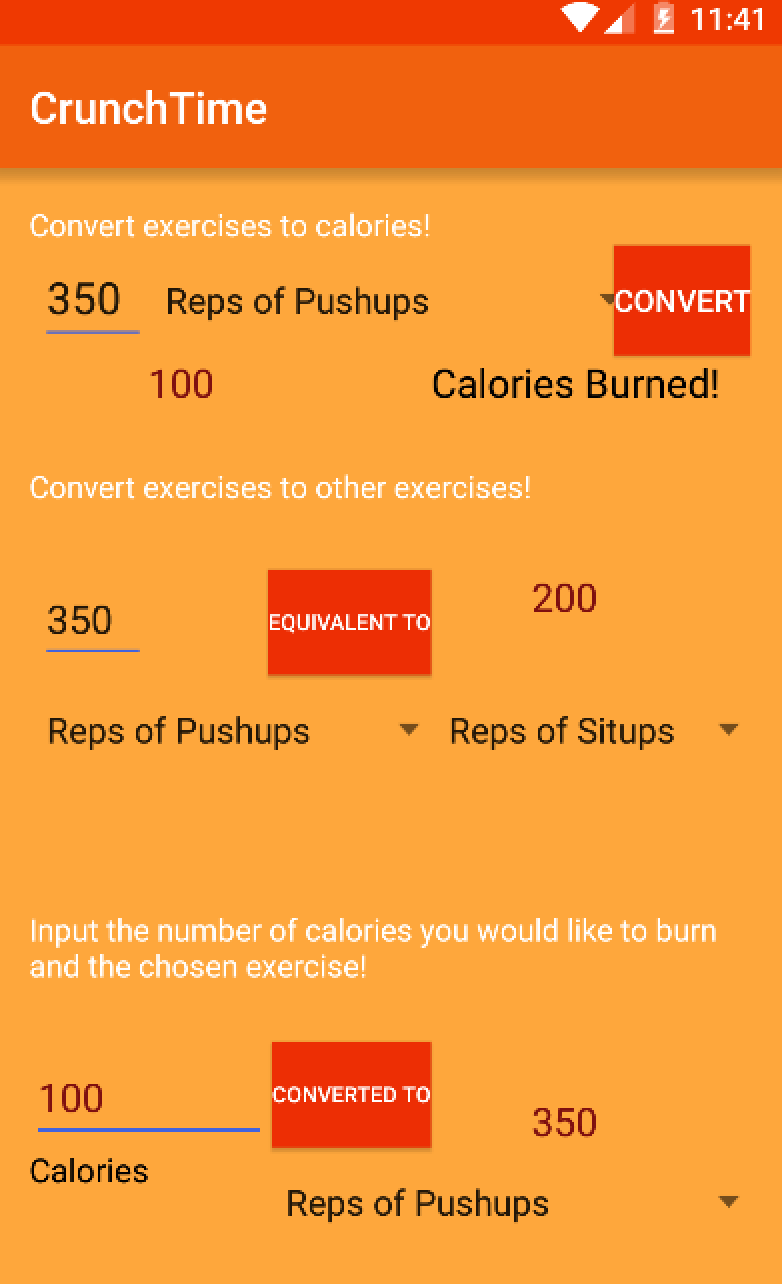 11:41
CrunchTime
Convert exercises to calories!
350 Reps of Pushups CONVERT
100 Calories Burned!
Convert exercises to other exercises!
350 EQUIVALENT TO 200
Reps of Pushups Reps of Situps
Input the number of calories you would like to burn
and the chosen exercise!
100 CONVERTED TO 350
Calories
Reps of Pushups